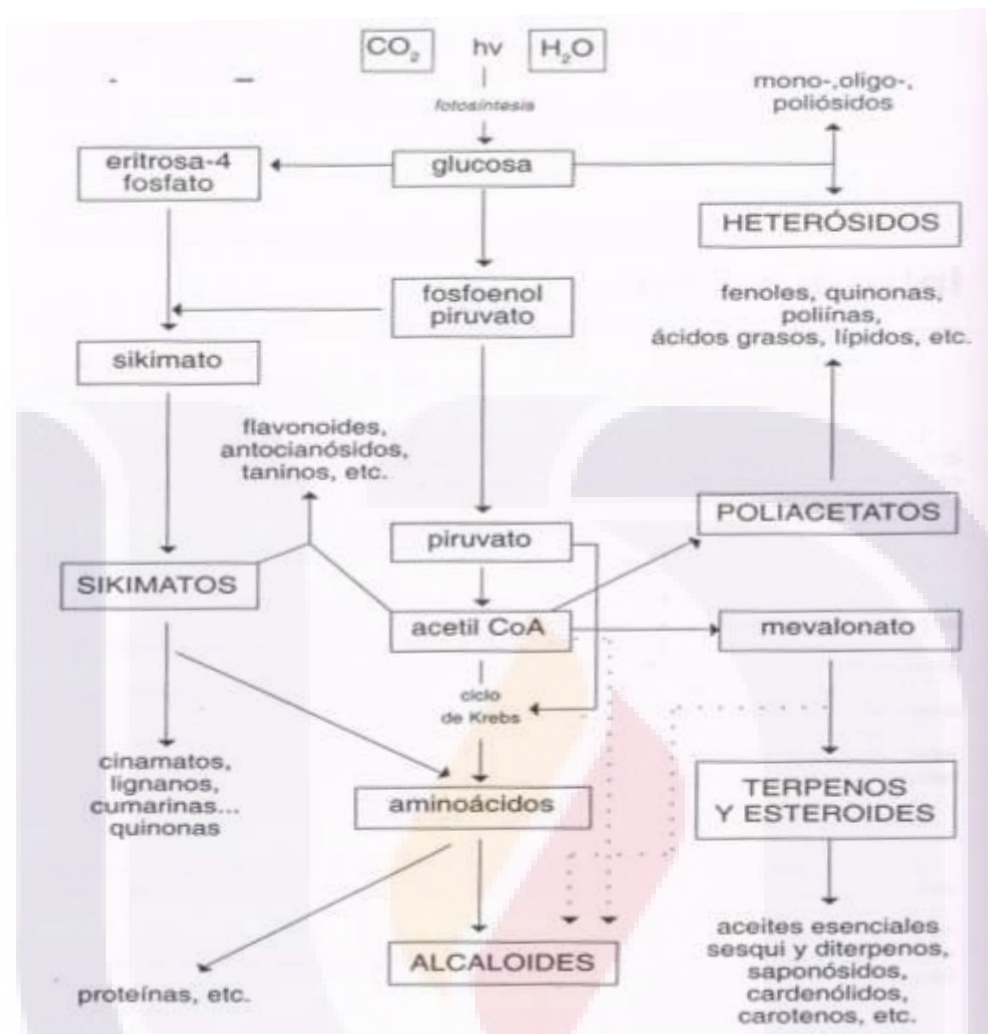 CO₂ hv H₂O
fotosíntesis
mono-,oligo-,
poliósidos
eritrosa-4
fosfato
glucosa
HETERÓSIDOS
fosfoenol
piruvato
fenoles, quinonas,
poliínas,
ácidos grasos, lípidos, etc.
sikimato
flavonoides,
antocianósidos,
taninos, etc.
POLIACETATOS
piruvato
SIKIMATOS
acetil CoA
mevalonato
ciclo
de Krebs
cinamatos,
lignanos,
cumarinas...
quinonas
aminoácidos
TERPENOS
Y ESTEROIDES
ALCALOIDES
proteínas, etc.
aceites esenciales
sesqui y diterpenos,
saponósidos,
cardenólidos,
carotenos, etc.